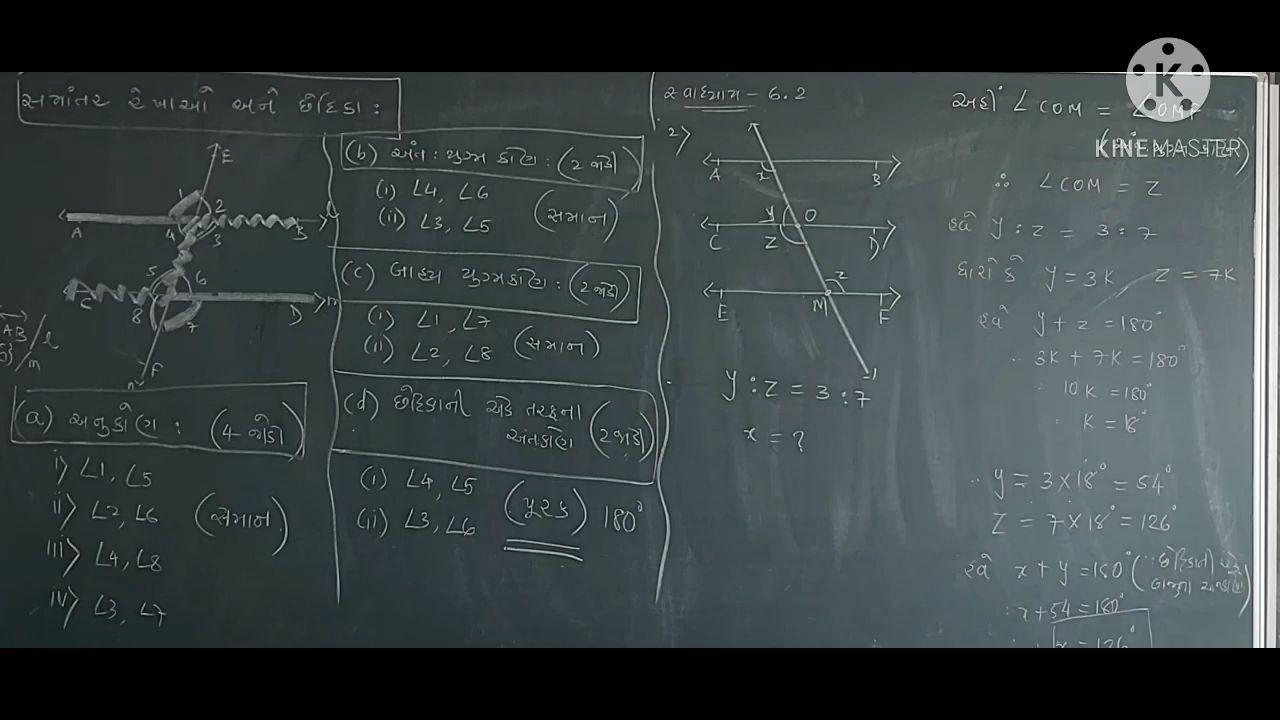 સમાંતર રેખાઓ અને છેદિકા :
E
1 2
A B l
4 3
5 6
C D m
8 7
AB / l
m
F
n
(a) અનુકોણ : (4 જોડી)
i) ∠1, ∠5
ii) ∠2, ∠6 (સમાન)
iii) ∠4, ∠8
iv) ∠3, ∠7
(b) અંત: યુગ્મકોણ : (2 જોડી)
(i) ∠4, ∠6
(ii) ∠3, ∠5 (સમાન)
(c) બાહ્ય યુગ્મકોણ : (2 જોડી)
(i) ∠1, ∠7
(ii) ∠2, ∠8 (સમાન)
(d) છેદિકાની એક તરફના
અંતઃકોણ (2 જોડી)
(i) ∠4, ∠5
(ii) ∠3, ∠6 (પૂરક) 180°
સ્વાધ્યાય - 6.2
2)
A x B
y O
C Z D
z
E M F
y : z = 3 : 7
x = ?
અહીં ∠COM = ∠OMF
∴ ∠COM = Z
હવે y : z = 3 : 7
ધારો કે y = 3K Z = 7K
હવે y + z = 180°
∴ 3K + 7K = 180°
10K = 180°
∴ K = 18°
∴ y = 3 × 18° = 54°
Z = 7 × 18° = 126°
હવે x + y = 180° (∵ છેદિકાની એક
બાજુના અંતઃકોણ)
∴ x + 54 = 180°
∴ x = 126°
K
KINEMASTER